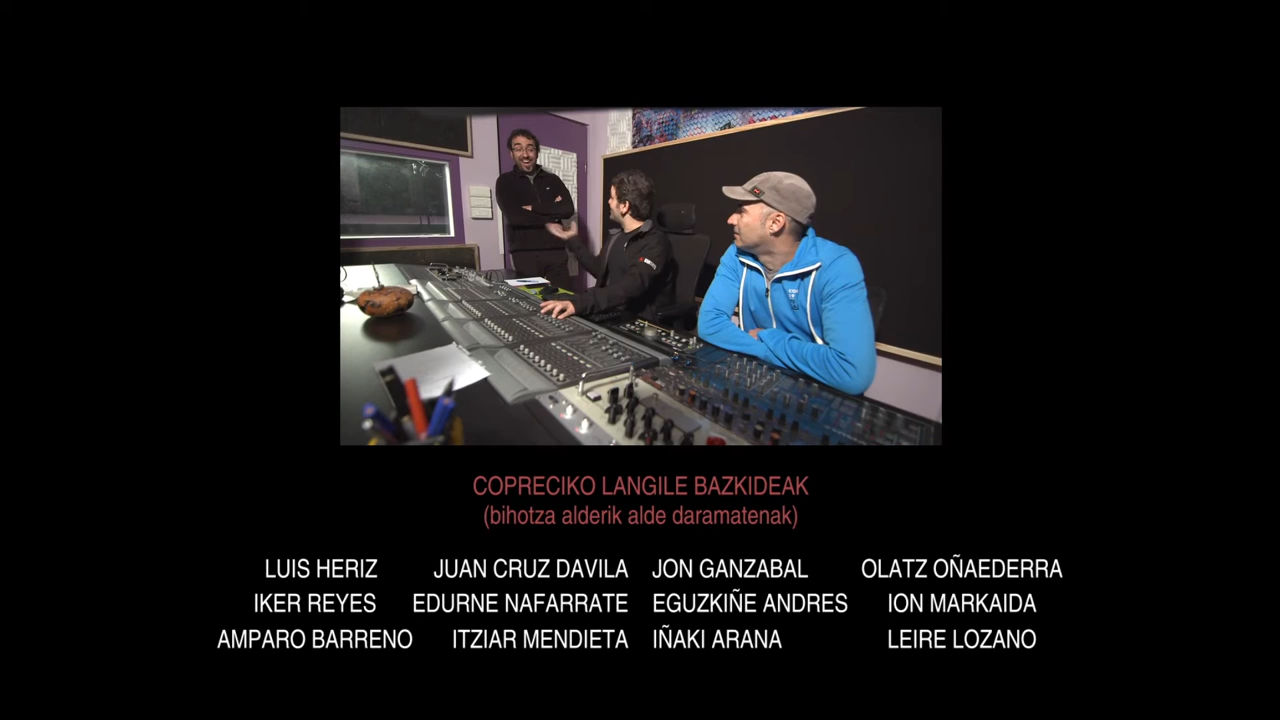 COPRECIKO LANGILE BAZKIDEAK
(bihotza alderik alde daramatenak)
LUIS HERIZ JUAN CRUZ DAVILA JON GANZABAL OLATZ OÑAEDERRA
IKER REYES EDURNE NAFARRATE EGUZKIÑE ANDRES ION MARKAIDA
AMPARO BARRENO ITZIAR MENDIETA IÑAKI ARANA LEIRE LOZANO